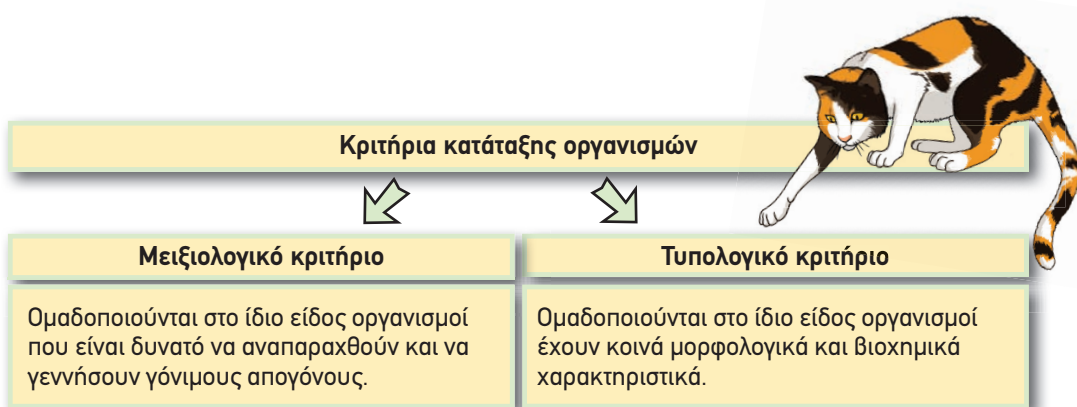 Κριτήρια κατάταξης οργανισμών
Μειξιολογικό κριτήριο
Ομαδοποιούνται στο ίδιο είδος οργανισμοί
που είναι δυνατό να αναπαραχθούν και να
γεννήσουν γόνιμους απογόνους.
Τυπολογικό κριτήριο
Ομαδοποιούνται στο ίδιο είδος οργανισμοί
έχουν κοινά μορφολογικά και βιοχημικά
χαρακτηριστικά.